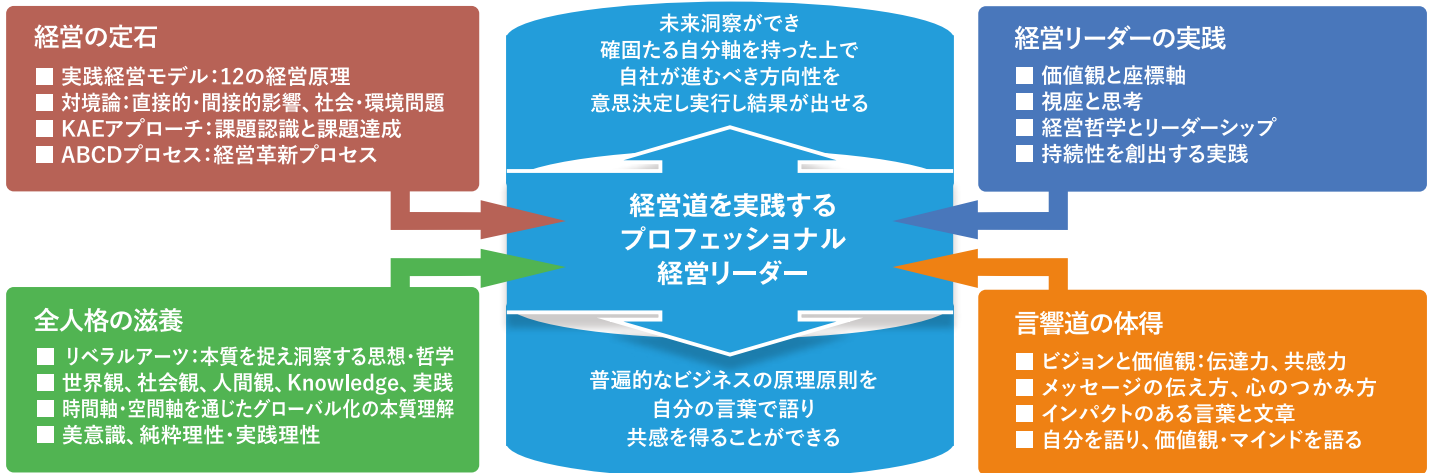 経営の定石
実践経営モデル：12の経営原理
対境論：直接的・間接的影響、社会・環境問題
KAEアプローチ：課題認識と課題達成
ABCDプロセス：経営革新プロセス
未来洞察ができ
確固たる自分軸を持った上で
自社が進むべき方向性を
意思決定し実行し結果が出せる
経営リーダーの実践
価値観と座標軸
視座と思考
経営哲学とリーダーシップ
持続性を創出する実践
経営道を実践する
プロフェッショナル
経営リーダー
全人格の滋養
リベラルアーツ：本質を捉え洞察する思想・哲学
世界観、社会観、人間観、Knowledge、実践
時間軸・空間軸を通じたグローバル化の本質理解
美意識、純粋理性・実践理性
普遍的なビジネスの原理原則を
自分の言葉で語り
共感を得ることができる
言響道の体得
ビジョンと価値観：伝達力、共感力
メッセージの伝え方、心のつかみ方
インパクトのある言葉と文章
自分を語り、価値観・マインドを語る